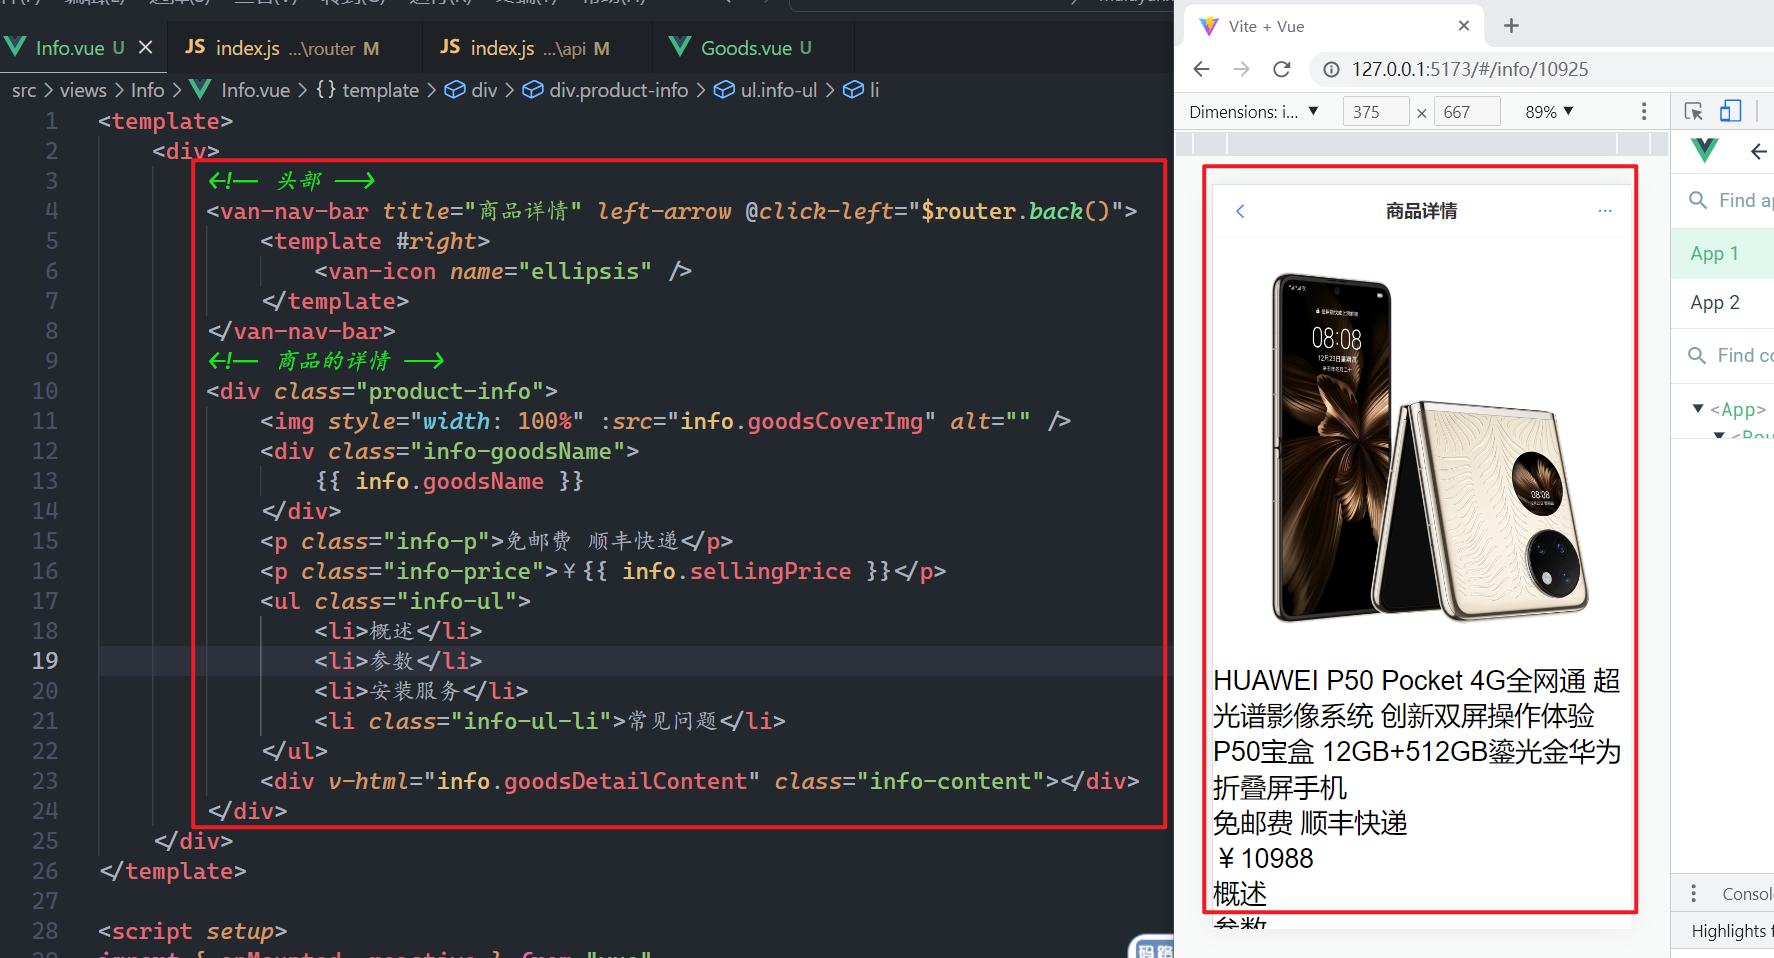 Info.vue U
JS index.js ...\router M
JS index.js ...\api M
Goods.vue U
src > views > Info > Info.vue > {} template > div > div.product-info > ul.info-ul > li
1 <template>
2 <div>
3 <!-- 头部 -->
4 <van-nav-bar title="商品详情" left-arrow @click-left="$router.back()">
5 <template #right>
6 <van-icon name="ellipsis" />
7 </template>
8 </van-nav-bar>
9 <!-- 商品的详情 -->
10 <div class="product-info">
11 <img style="width: 100%" :src="info.goodsCoverImg" alt="" />
12 <div class="info-goodsName">
13 {{ info.goodsName }}
14 </div>
15 <p class="info-p">免邮费 顺丰快递</p>
16 <p class="info-price">￥{{ info.sellingPrice }}</p>
17 <ul class="info-ul">
18 <li>概述</li>
19 <li>参数</li>
20 <li>安装服务</li>
21 <li class="info-ul-li">常见问题</li>
22 </ul>
23 <div v-html="info.goodsDetailContent" class="info-content"></div>
24 </div>
25 </div>
26 </template>
27
28 <script setup>
Vite + Vue
127.0.0.1:5173/#/info/10925
Dimensions: i... 375 × 667 89%
商品详情
08:08
08:08
HUAWEI P50 Pocket 4G全网通 超
光谱影像系统 创新双屏操作体验
P50宝盒 12GB+512GB鎏光金华为
折叠屏手机
免邮费 顺丰快递
￥10988
概述
参数
Find
App 1
App 2
Find
<App>
Highlights